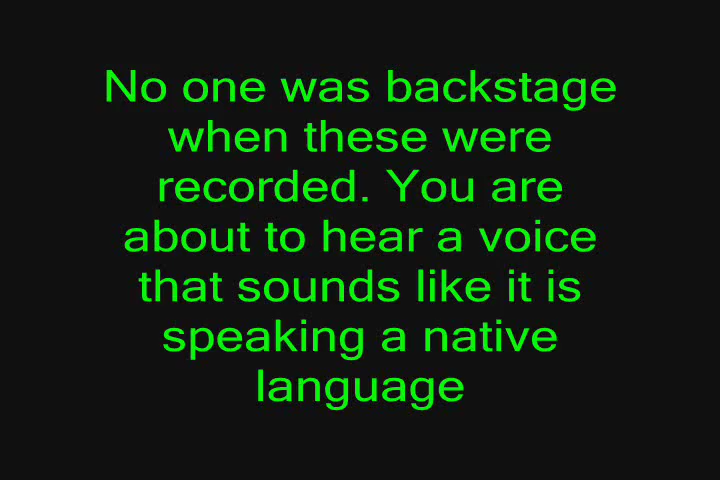 No one was backstage
when these were
recorded. You are
about to hear a voice
that sounds like it is
speaking a native
language